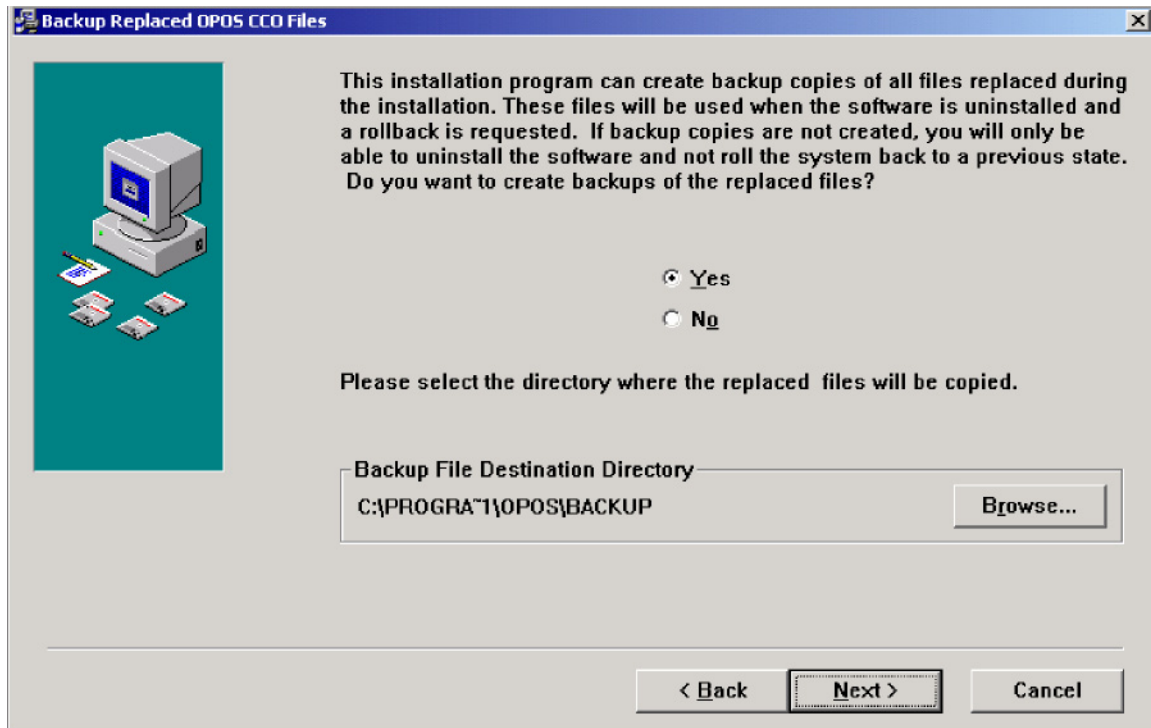 Backup Replaced OPOS CCO Files
This installation program can create backup copies of all files replaced during
the installation. These files will be used when the software is uninstalled and
a rollback is requested.  If backup copies are not created, you will only be
able to uninstall the software and not roll the system back to a previous state.
Do you want to create backups of the replaced files?
Yes
No
Please select the directory where the replaced  files will be copied.
Backup File Destination Directory
C:\PROGRA~1\OPOS\BACKUP
Browse...
< Back
Next >
Cancel